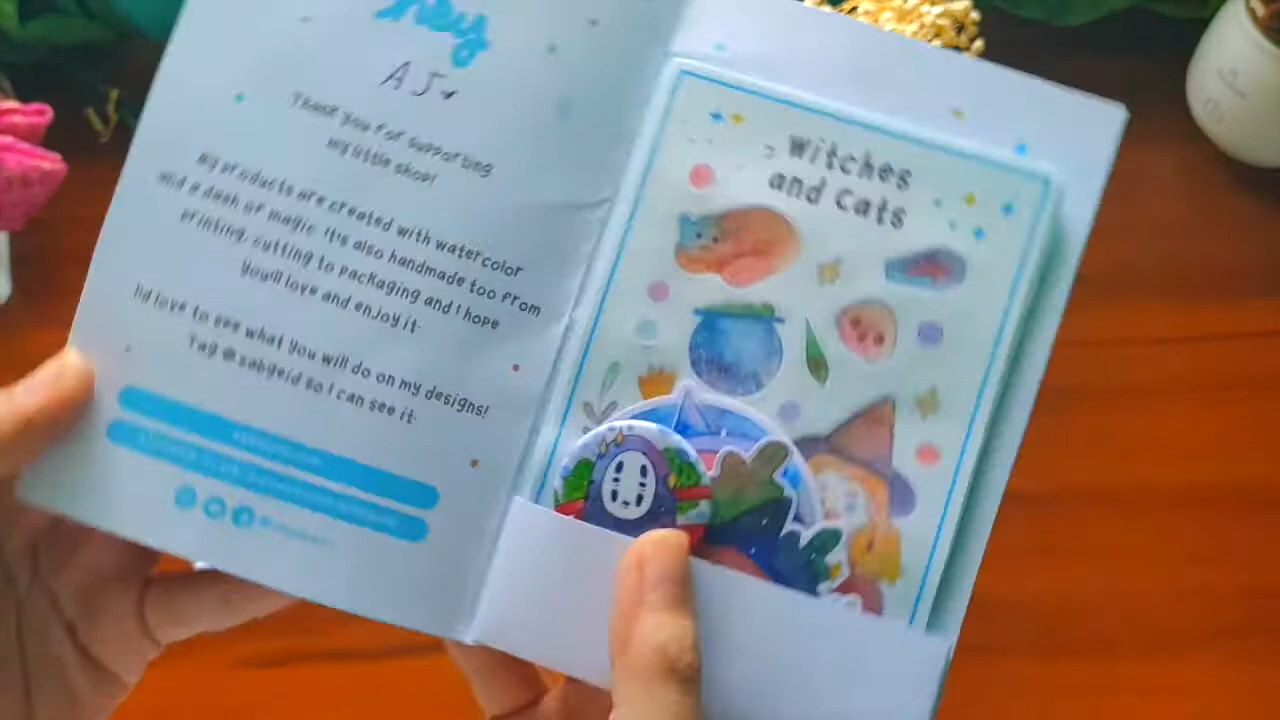 Hey
AJ
Thank you for supporting
my little shop!
My products are created with watercolor
and a dash of magic. It's also handmade too from
printing, cutting to packaging and I hope
you'll love and enjoy it.
I'd love to see what you will do on my designs!
Tag @sabgeid so I can see it.
Witches
and Cats